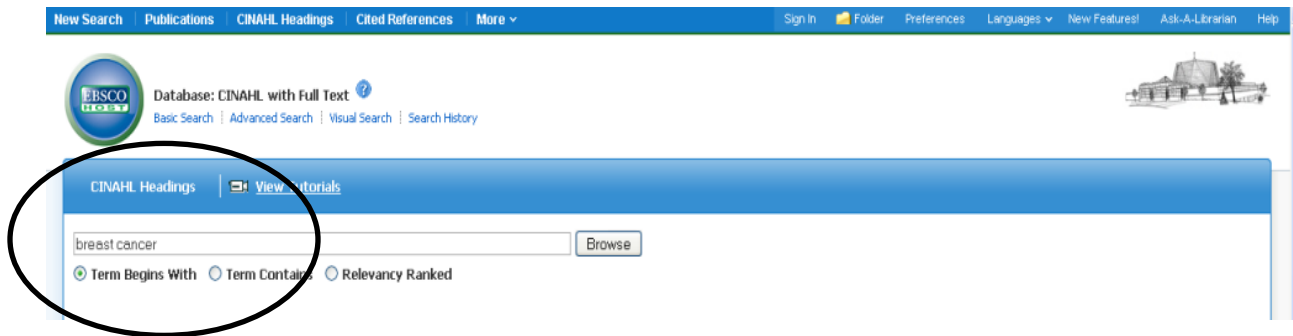 New Search Publications CINAHL Headings Cited References More Sign In Folder Preferences Languages New Features! Ask-A-Librarian Help
EBSCO
HOST
Database: CINAHL with Full Text ?
Basic Search Advanced Search Visual Search Search History
CINAHL Headings View Tutorials
breast cancer Browse
Term Begins With Term Contains Relevancy Ranked